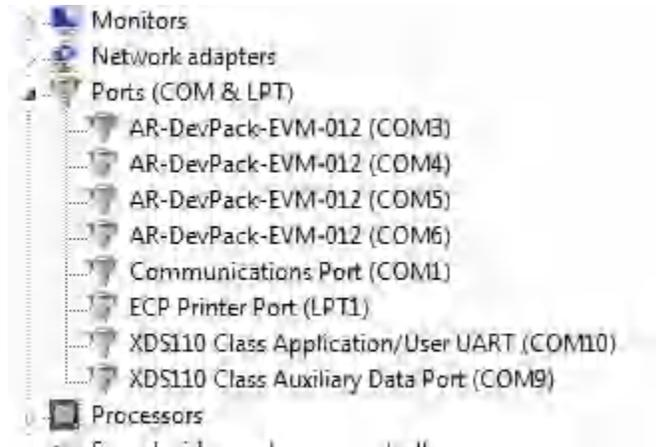 Monitors
Network adapters
Ports (COM & LPT)
AR-DevPack-EVM-012 (COM3)
AR-DevPack-EVM-012 (COM4)
AR-DevPack-EVM-012 (COM5)
AR-DevPack-EVM-012 (COM6)
Communications Port (COM1)
ECP Printer Port (LPT1)
XDS110 Class Application/User UART (COM10)
XDS110 Class Auxiliary Data Port (COM9)
Processors